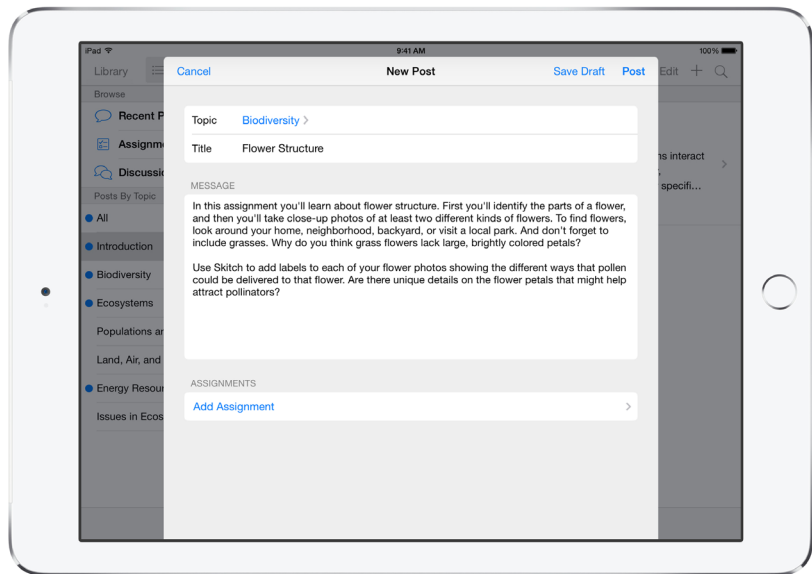 iPad
9:41 AM
100%
Library
Edit
Cancel
New Post
Save Draft
Post
Browse
Recent P
Assignm
Discussio
Posts By Topic
All
Introduction
Biodiversity
Ecosystems
Populations an
Land, Air, and
Energy Resour
Issues in Ecos
Topic
Biodiversity
Title
Flower Structure
MESSAGE
In this assignment you'll learn about flower structure. First you'll identify the parts of a flower,
and then you'll take close-up photos of at least two different kinds of flowers. To find flowers,
look around your home, neighborhood, backyard, or visit a local park. And don't forget to
include grasses. Why do you think grass flowers lack large, brightly colored petals?
Use Skitch to add labels to each of your flower photos showing the different ways that pollen
could be delivered to that flower. Are there unique details on the flower petals that might help
attract pollinators?
ASSIGNMENTS
Add Assignment
ns interact
specifi...